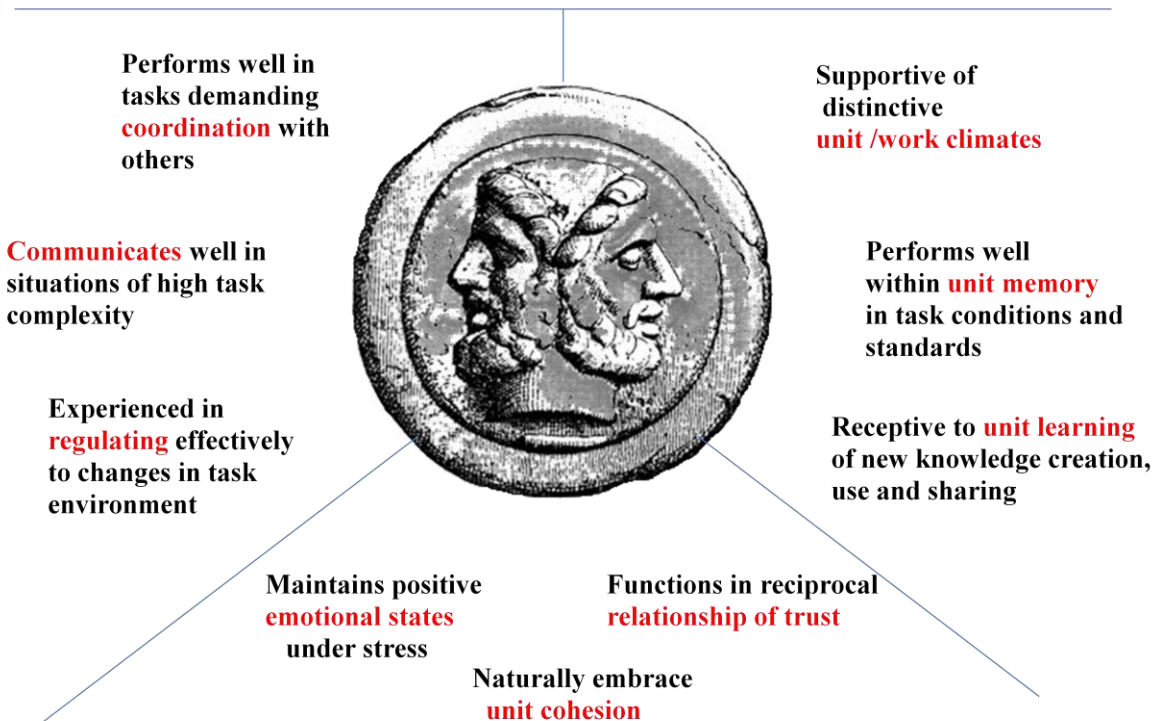 Performs well in
tasks demanding
coordination with
others
Communicates well in
situations of high task
complexity
Experienced in
regulating effectively
to changes in task
environment
Supportive of
distinctive
unit /work climates
Performs well
within unit memory
in task conditions and
standards
Receptive to unit learning
of new knowledge creation,
use and sharing
Maintains positive
emotional states
under stress
Functions in reciprocal
relationship of trust
Naturally embrace
unit cohesion